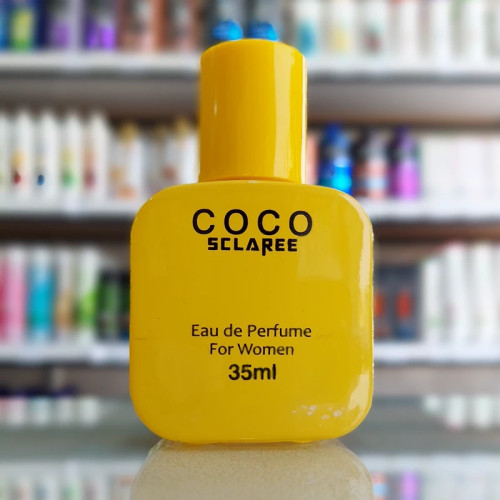 COCO
SCLAREE
Eau de Perfume
For Women
35ml